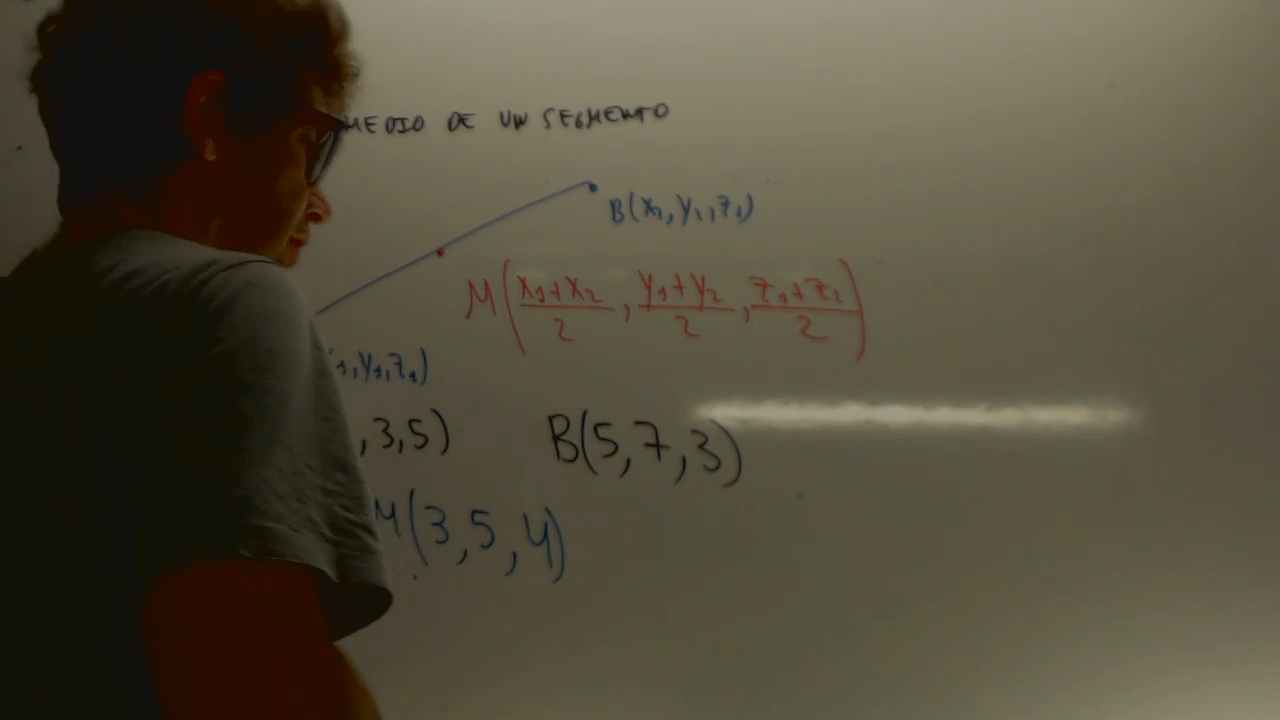 MEDIO DE UN SEGMENTO
B(x₂, y₂, z₂)
M(x₁+x₂/2, y₁+y₂/2, z₁+z₂/2)
₁, y₁, z₁)
, 3, 5) B(5, 7, 3)
M(3, 5, 4)